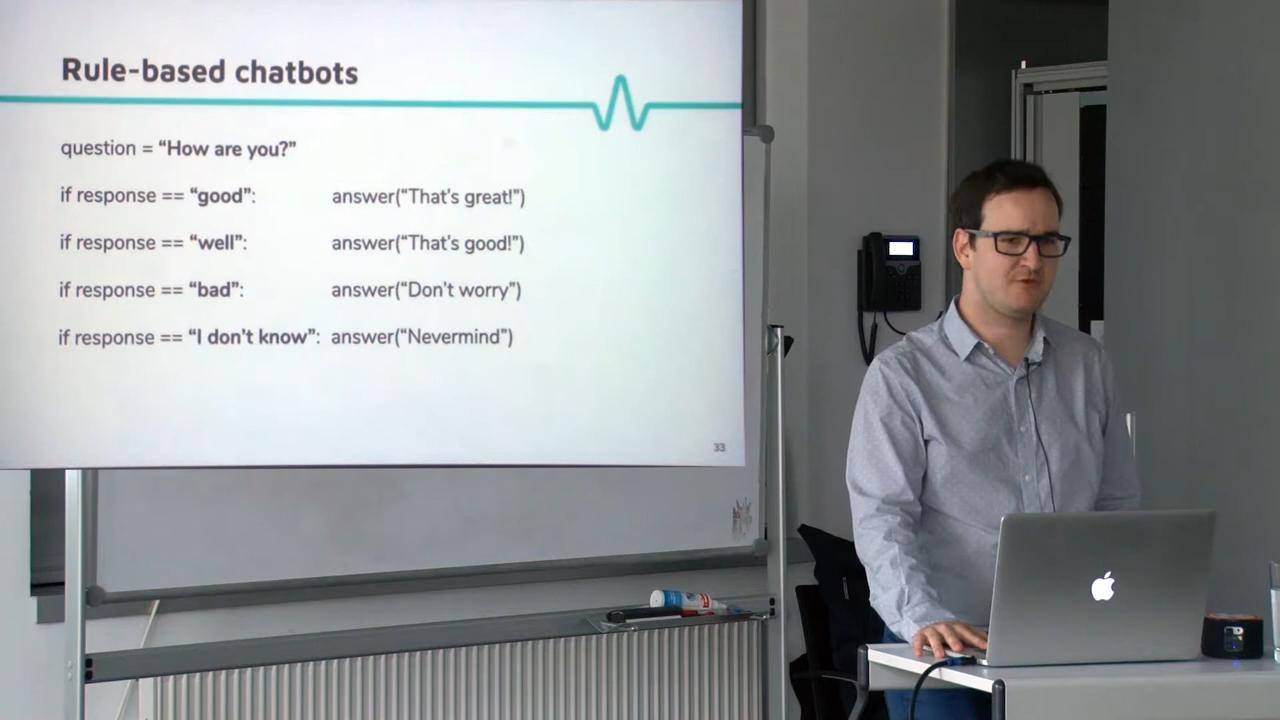 Rule-based chatbots
question = “How are you?”
if response == “good”: answer(“That's great!”)
if response == “well”: answer(“That's good!”)
if response == “bad”: answer(“Don't worry”)
if response == “I don't know”: answer(“Nevermind”)
33